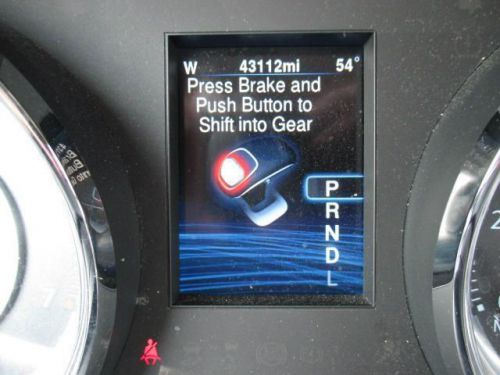 W 43112mi 54°
Press Brake and
Push Button to
Shift into Gear
P
R
N
D
L